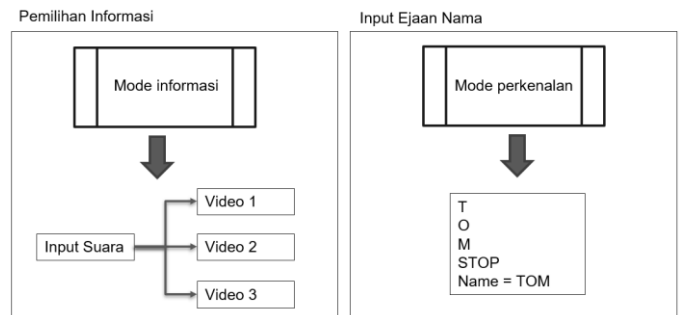 Pemilihan Informasi
Mode informasi
Input Suara
Video 1
Video 2
Video 3
Input Ejaan Nama
Mode perkenalan
T
O
M
STOP
Name = TOM